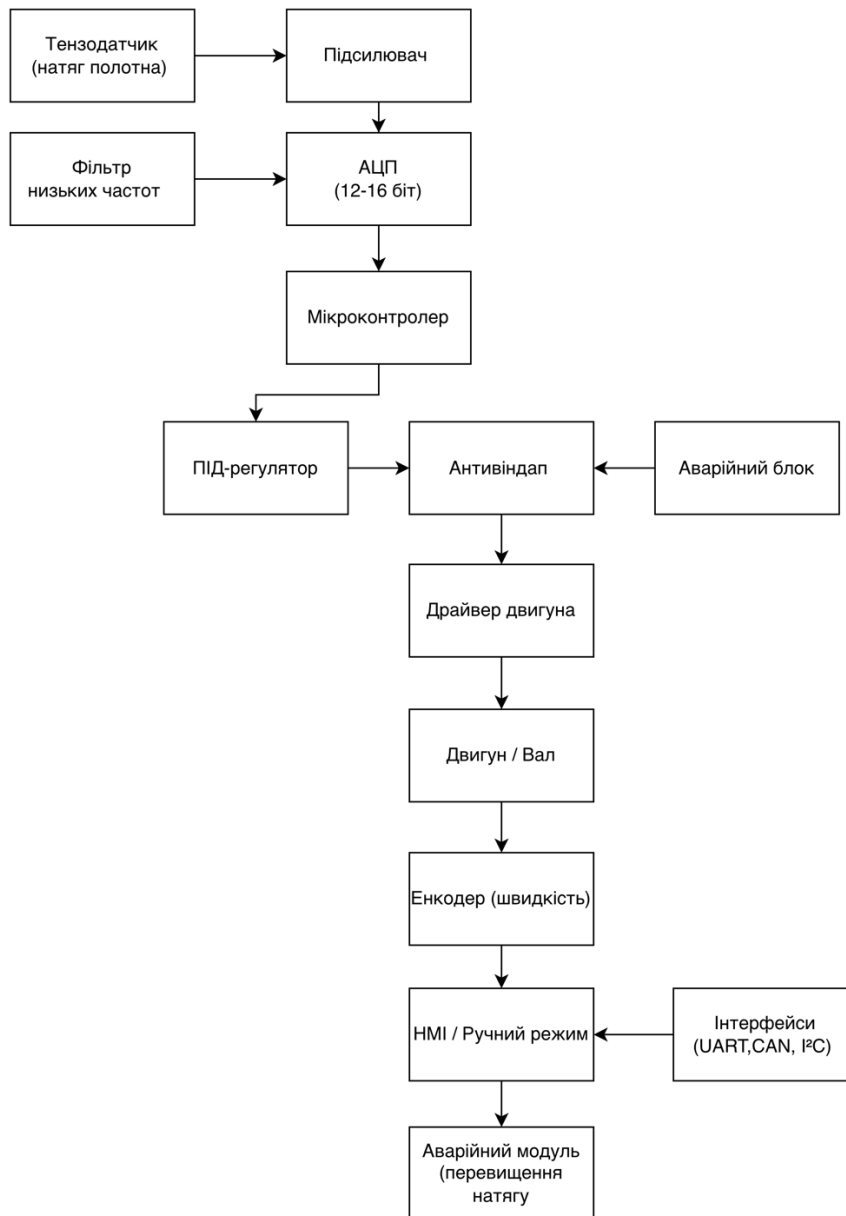 Тензодатчик
(натяг полотна)
Підсилювач
Фільтр
низьких частот
АЦП
(12-16 біт)
Мікроконтролер
ПІД-регулятор
Антивіндап
Аварійний блок
Драйвер двигуна
Двигун / Вал
Енкодер (швидкість)
HMI / Ручний режим
Інтерфейси
(UART,CAN, I²C)
Аварійний модуль
(перевищення
натягу